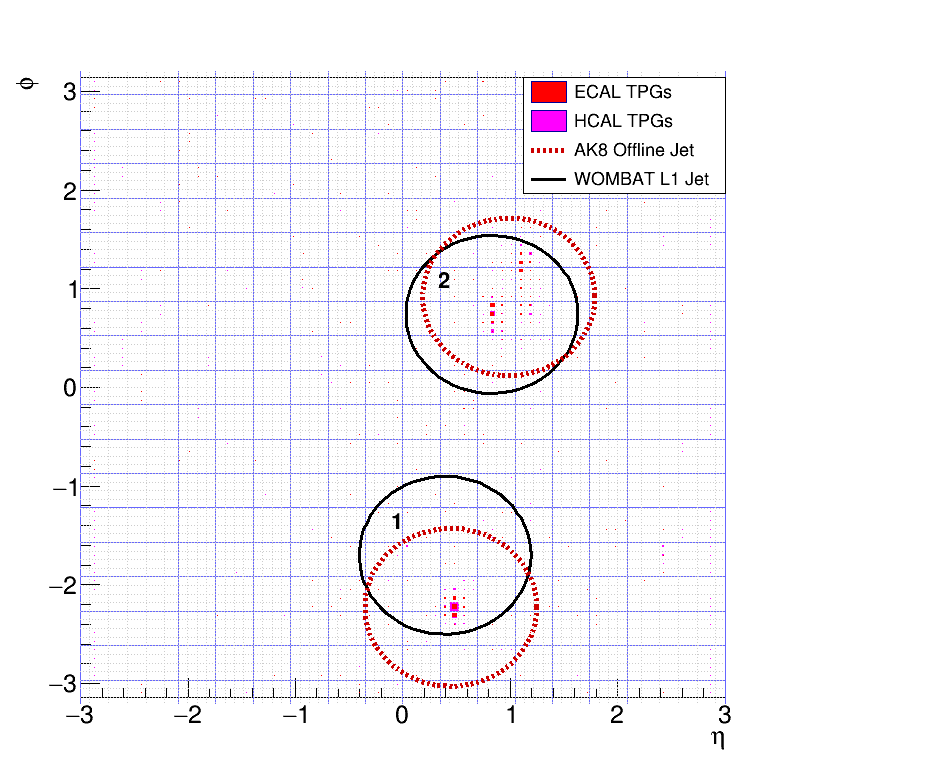 ϕ
3
2
1
0
−1
−2
−3
ECAL TPGs
HCAL TPGs
AK8 Offline Jet
WOMBAT L1 Jet
2
1
−3 −2 −1 0 1 2 3
η